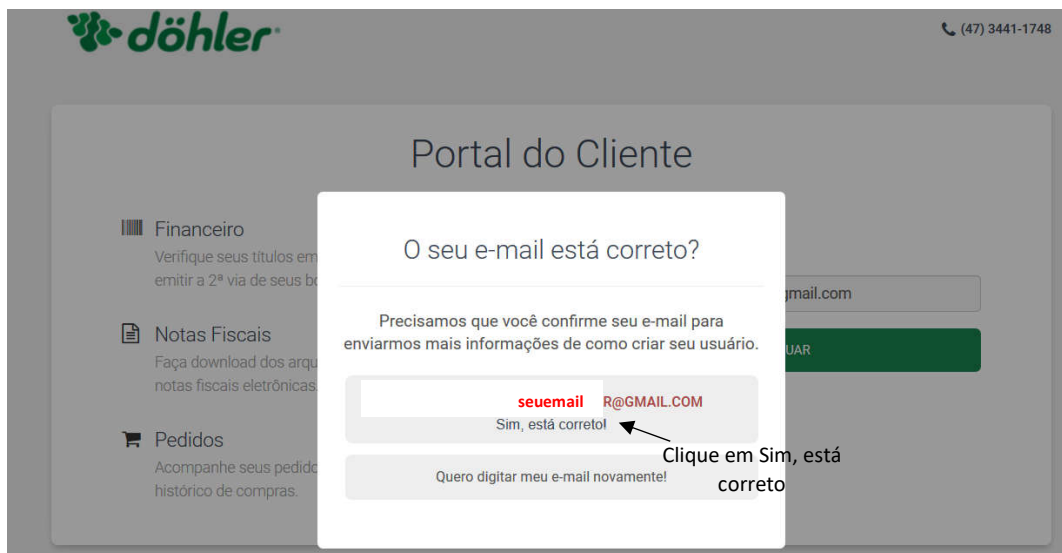 döhler
(47) 3441-1748
Portal do Cliente
Financeiro
Verifique seus títulos em
emitir a 2ª via de seus
Notas Fiscais
Faça download dos
notas fiscais eletrônicas
Pedidos
Acompanhe seus
histórico de compras.
O seu e-mail está correto?
Precisamos que você confirme seu e-mail para
enviarmos mais informações de como criar seu usuário.
seuemail R@GMAIL.COM
Sim, está correto!
Quero digitar meu e-mail novamente!
gmail.com
UAR
Clique em Sim, está
correto